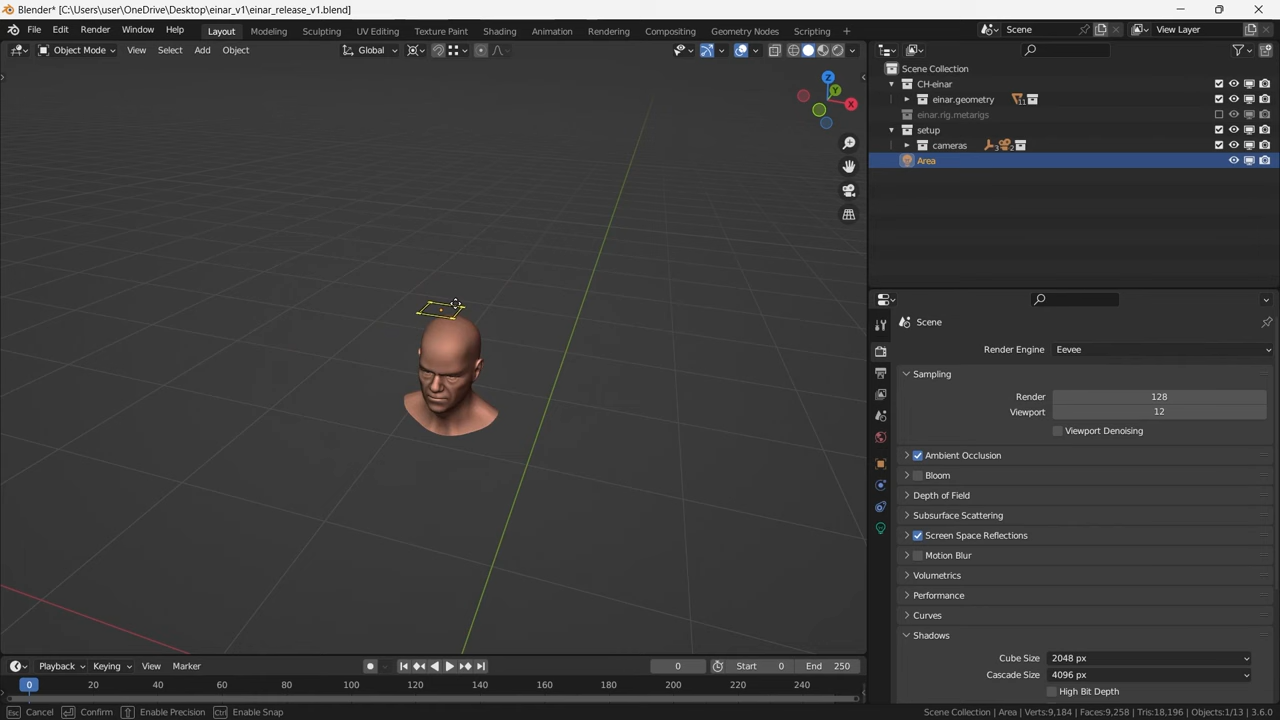 Blender* [C:\Users\user\OneDrive\Desktop\einar_v1\einar_release_v1.blend]
File Edit Render Window Help Layout Modeling Sculpting UV Editing Texture Paint Shading Animation Rendering Compositing Geometry Nodes Scripting + Scene View Layer
Object Mode View Select Add Object Global
Z
Y
X
Scene Collection
CH-einar
einar.geometry 11
einar.rig.metarigs
setup
cameras 3 2
Area
Scene
Render Engine Eevee
Sampling
Render 128
Viewport 12
Viewport Denoising
Ambient Occlusion
Bloom
Depth of Field
Subsurface Scattering
Screen Space Reflections
Motion Blur
Volumetrics
Performance
Curves
Shadows
Cube Size 2048 px
Cascade Size 4096 px
High Bit Depth
Playback Keying View Marker 0 Start 0 End 250
0 20 40 60 80 100 120 140 160 180 200 220 240
Esc Cancel Confirm Enable Precision Ctrl Enable Snap Scene Collection | Area | Verts:9,184 | Faces:9,258 | Tris:18,196 | Objects:1/13 | 3.6.0